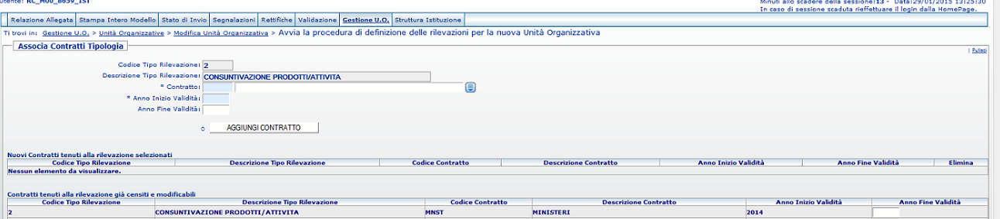 Utente: RC_M00_8659_IST
Minuti allo scadere della sessione:13 - Data:29/01/2015 13:25:30
In caso di sessione scaduta rieffettuare il login dalla HomePage.
Relazione Allegata Stampa Intero Modello Stato di Invio Segnalazioni Rettifiche Validazione Gestione U.O. Struttura Istituzione
Ti trovi in: Gestione U.O. > Unità Organizzative > Modifica Unità Organizzativa > Avvia la procedura di definizione delle rilevazioni per la nuova Unità Organizzativa
Associa Contratti Tipologia
| Pulisci
Codice Tipo Rilevazione: 2
Descrizione Tipo Rilevazione: CONSUNTIVAZIONE PRODOTTI/ATTIVITA
* Contratto:
* Anno Inizio Validità:
Anno Fine Validità:
AGGIUNGI CONTRATTO
Nuovi Contratti tenuti alla rilevazione selezionati
Codice Tipo Rilevazione Descrizione Tipo Rilevazione Codice Contratto Descrizione Contratto Anno Inizio Validità Anno Fine Validità Elimina
Nessun elemento da visualizzare.
Contratti tenuti alla rilevazione già censiti e modificabili
Codice Tipo Rilevazione Descrizione Tipo Rilevazione Codice Contratto Descrizione Contratto Anno Inizio Validità Anno Fine Validità
2 CONSUNTIVAZIONE PRODOTTI/ATTIVITA MNST MINISTERI 2014